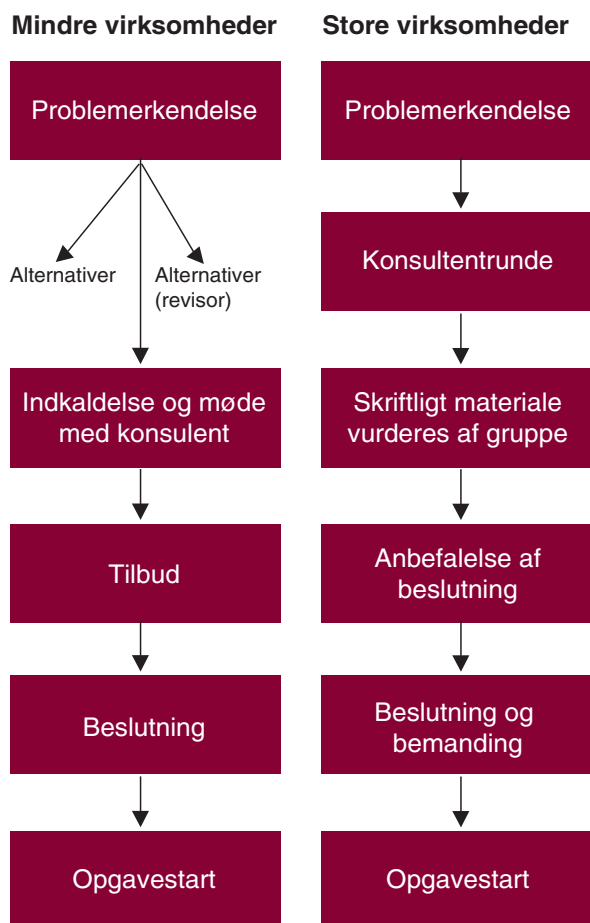 Mindre virksomheder
Problemerkendelse
Alternativer
Alternativer
(revisor)
Indkaldelse og møde
med konsulent
Tilbud
Beslutning
Opgavestart
Store virksomheder
Problemerkendelse
Konsultentrunde
Skriftligt materiale
vurderes af gruppe
Anbefalelse af
beslutning
Beslutning og
bemanding
Opgavestart